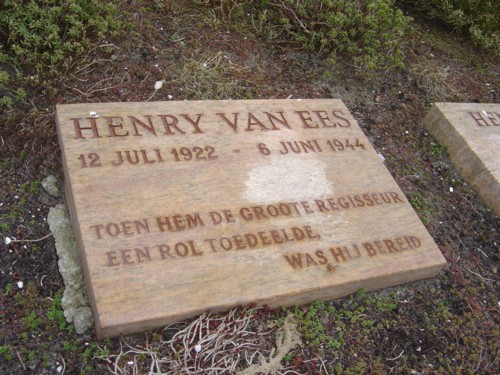 HENRY VAN EES
12 JULI 1922 - 6 JUNI 1944
TOEN HEM DE GROOTE REGISSEUR
EEN ROL TOEDEELDE,
WAS HIJ BEREID